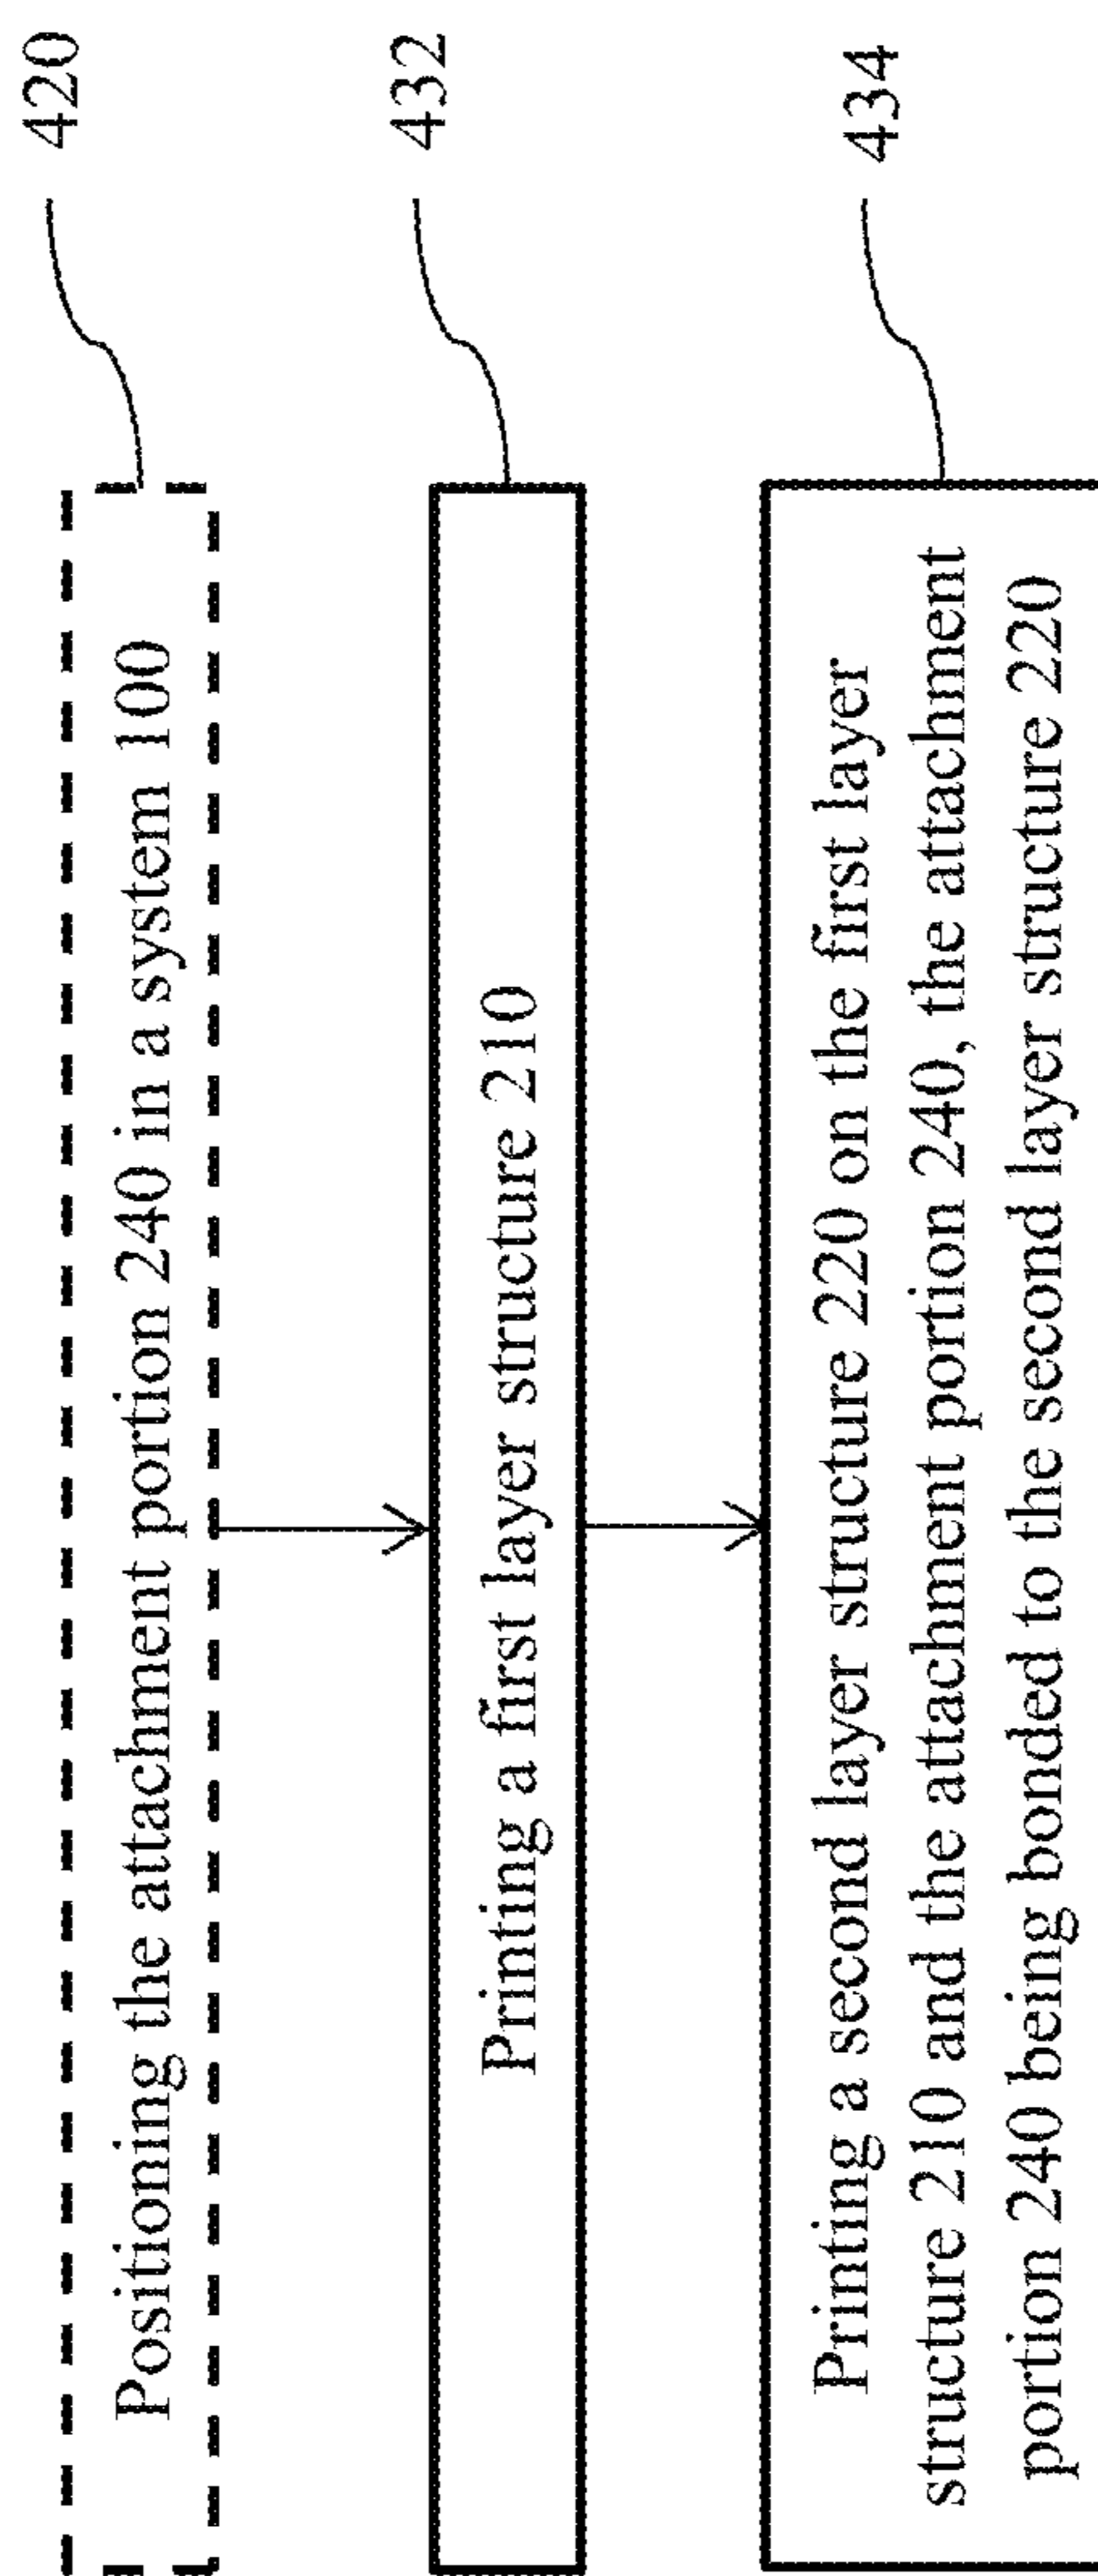 Positioning the attachment portion 240 in a system 100
420
Printing a first layer structure 210
432
Printing a second layer structure 220 on the first layer
structure 210 and the attachment portion 240, the attachment
portion 240 being bonded to the second layer structure 220
434